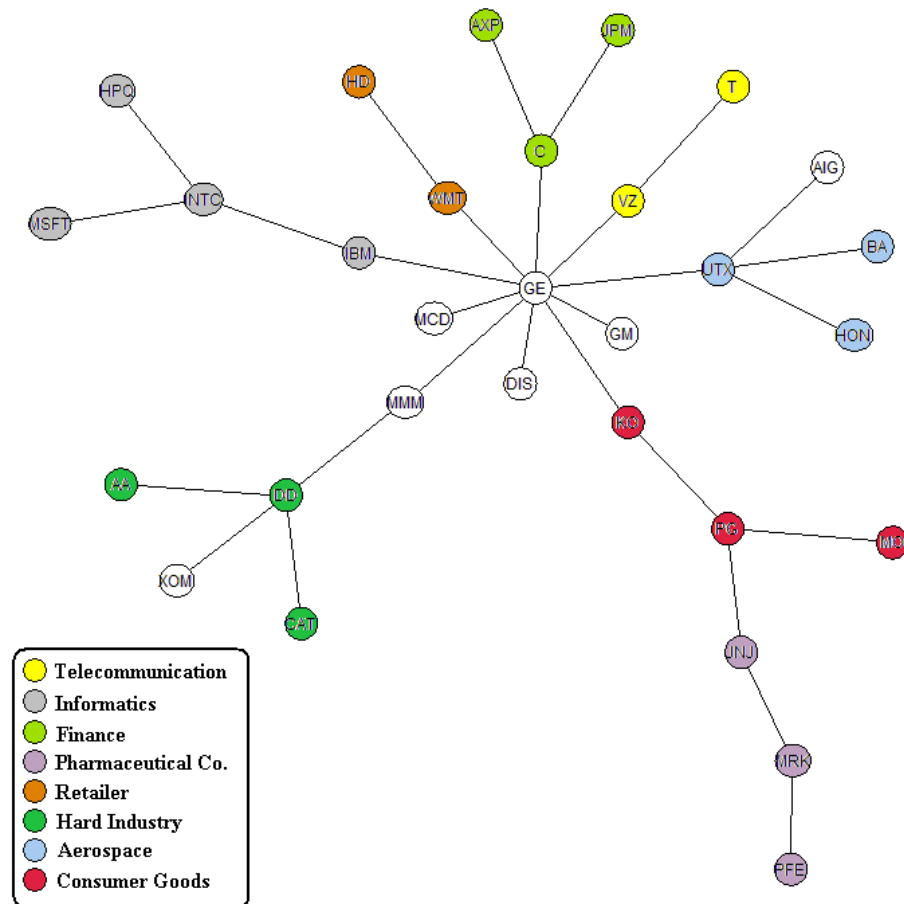 AXP
JPM
HD
HPQ
T
C
AIG
INTC
WMT
VZ
MSFT
BA
IBM
UTX
GE
MCD
GM
HON
DIS
MMM
KO
AA
DD
PG
MO
XOM
CAT
JNJ
MRK
PFE
Telecommunication
Informatics
Finance
Pharmaceutical Co.
Retailer
Hard Industry
Aerospace
Consumer Goods